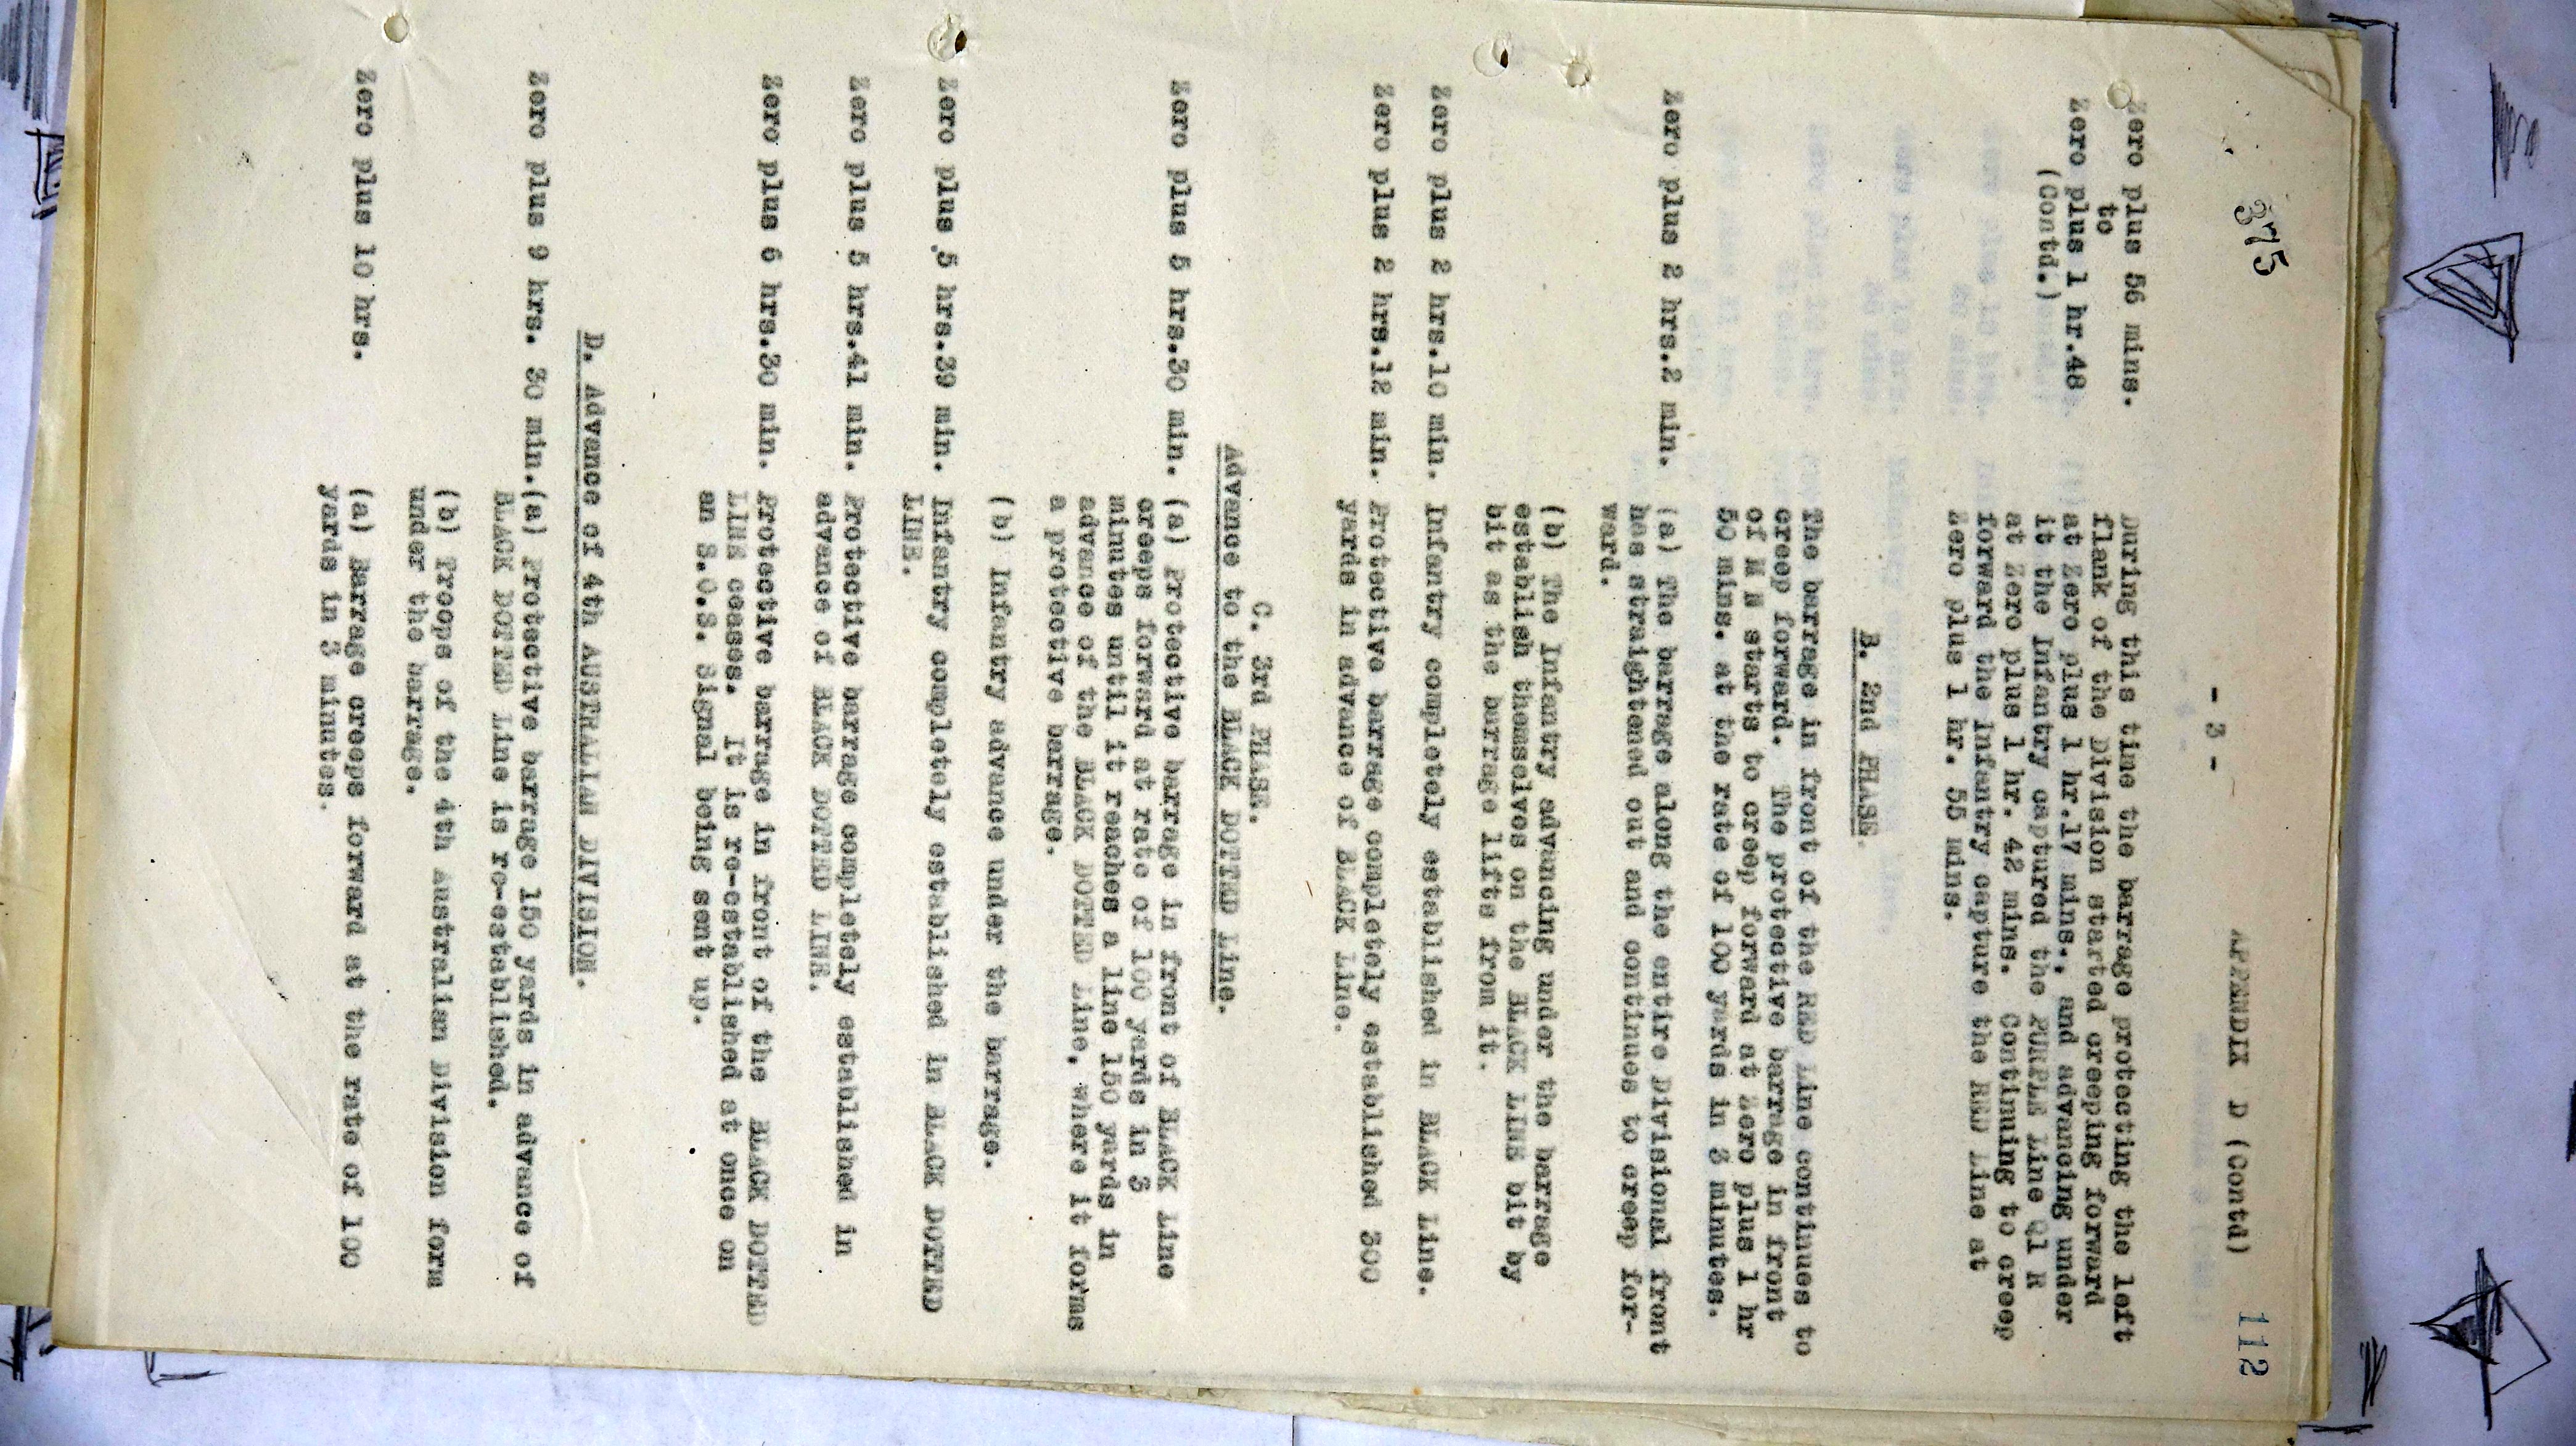 375
- 3 -
APPENDIX D (Contd) 112
Zero plus 56 mins.
to
Zero plus 1 hr.48
(Contd.)
During this time the barrage protecting the left
flank of the Division started creeping forward
at Zero plus 1 hr.17 mins., and advancing under
it the Infantry captured the PURPLE Line Q1 R
at Zero plus 1 hr. 42 mins. Continuing to creep
forward the Infantry capture the RED Line at
Zero plus 1 hr. 55 mins.
B. 2nd PHASE.
The barrage in front of the RED Line continues to
creep forward. The protective barrage in front
of M N starts to creep forward at Zero plus 1 hr
50 mins. at the rate of 100 yards in 3 minutes.
Zero plus 2 hrs.2 min. (a) The barrage along the entire Divisional front
has straightened out and continues to creep for-
ward.
(b) The Infantry advancing under the barrage
establish themselves on the BLACK LINE bit by
bit as the barrage lifts from it.
Zero plus 2 hrs.10 min. Infantry completely established in BLACK Line.
Zero plus 2 hrs.12 min. Protective barrage completely established 300
yards in advance of BLACK Line.
C. 3rd PHASE.
Advance to the BLACK DOTTED Line.
Zero plus 5 hrs.30 min. (a) Protective barrage in front of BLACK Line
creeps forward at rate of 100 yards in 3
minutes until it reaches a line 150 yards in
advance of the BLACK DOTTED Line, where it forms
a protective barrage.
(b) Infantry advance under the barrage.
Zero plus 5 hrs.39 min. Infantry completely established in BLACK DOTTED
LINE.
Zero plus 5 hrs.41 min. Protective barrage completely established in
advance of BLACK DOTTED LINE.
Zero plus 6 hrs.30 min. Protective barrage in front of the BLACK DOTTED
LINE ceases. It is re-established at once on
an S.O.S. Signal being sent up.
D. Advance of 4th AUSTRALIAN DIVISION.
Zero plus 9 hrs. 30 min.(a) Protective barrage 150 yards in advance of
BLACK DOTTED Line is re-established.
(b) Troops of the 4th Australian Division form
under the barrage.
Zero plus 10 hrs. (a) Barrage creeps forward at the rate of 100
yards in 3 minutes.